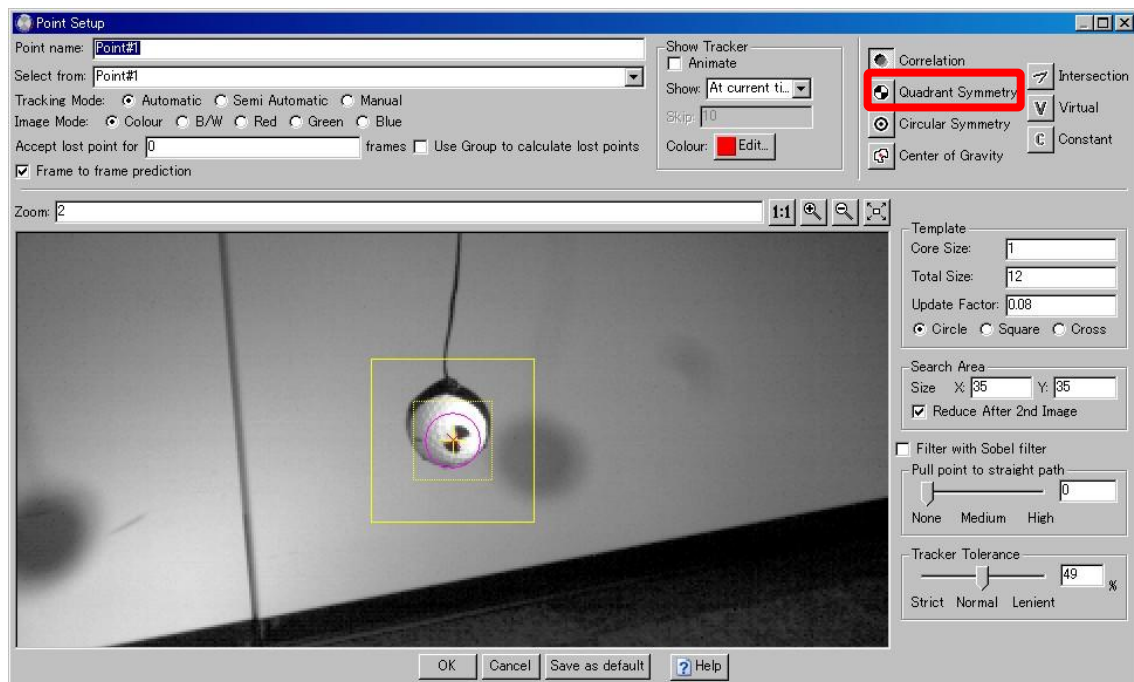 Point Setup
Point name: Point#1
Select from: Point#1
Tracking Mode: Automatic Semi Automatic Manual
Image Mode: Colour B/W Red Green Blue
Accept lost point for 0 frames Use Group to calculate lost points
Frame to frame prediction
Show Tracker
Animate
Show: At current ti...
Skip: 10
Colour: Edit...
Correlation
Quadrant Symmetry
Circular Symmetry
Center of Gravity
Intersection
V Virtual
C Constant
Zoom: 2
1:1
Template
Core Size: 1
Total Size: 12
Update Factor: 0.08
Circle Square Cross
Search Area
Size X: 35 Y: 35
Reduce After 2nd Image
Filter with Sobel filter
Pull point to straight path
0
None Medium High
Tracker Tolerance
49 %
Strict Normal Lenient
OK Cancel Save as default ? Help